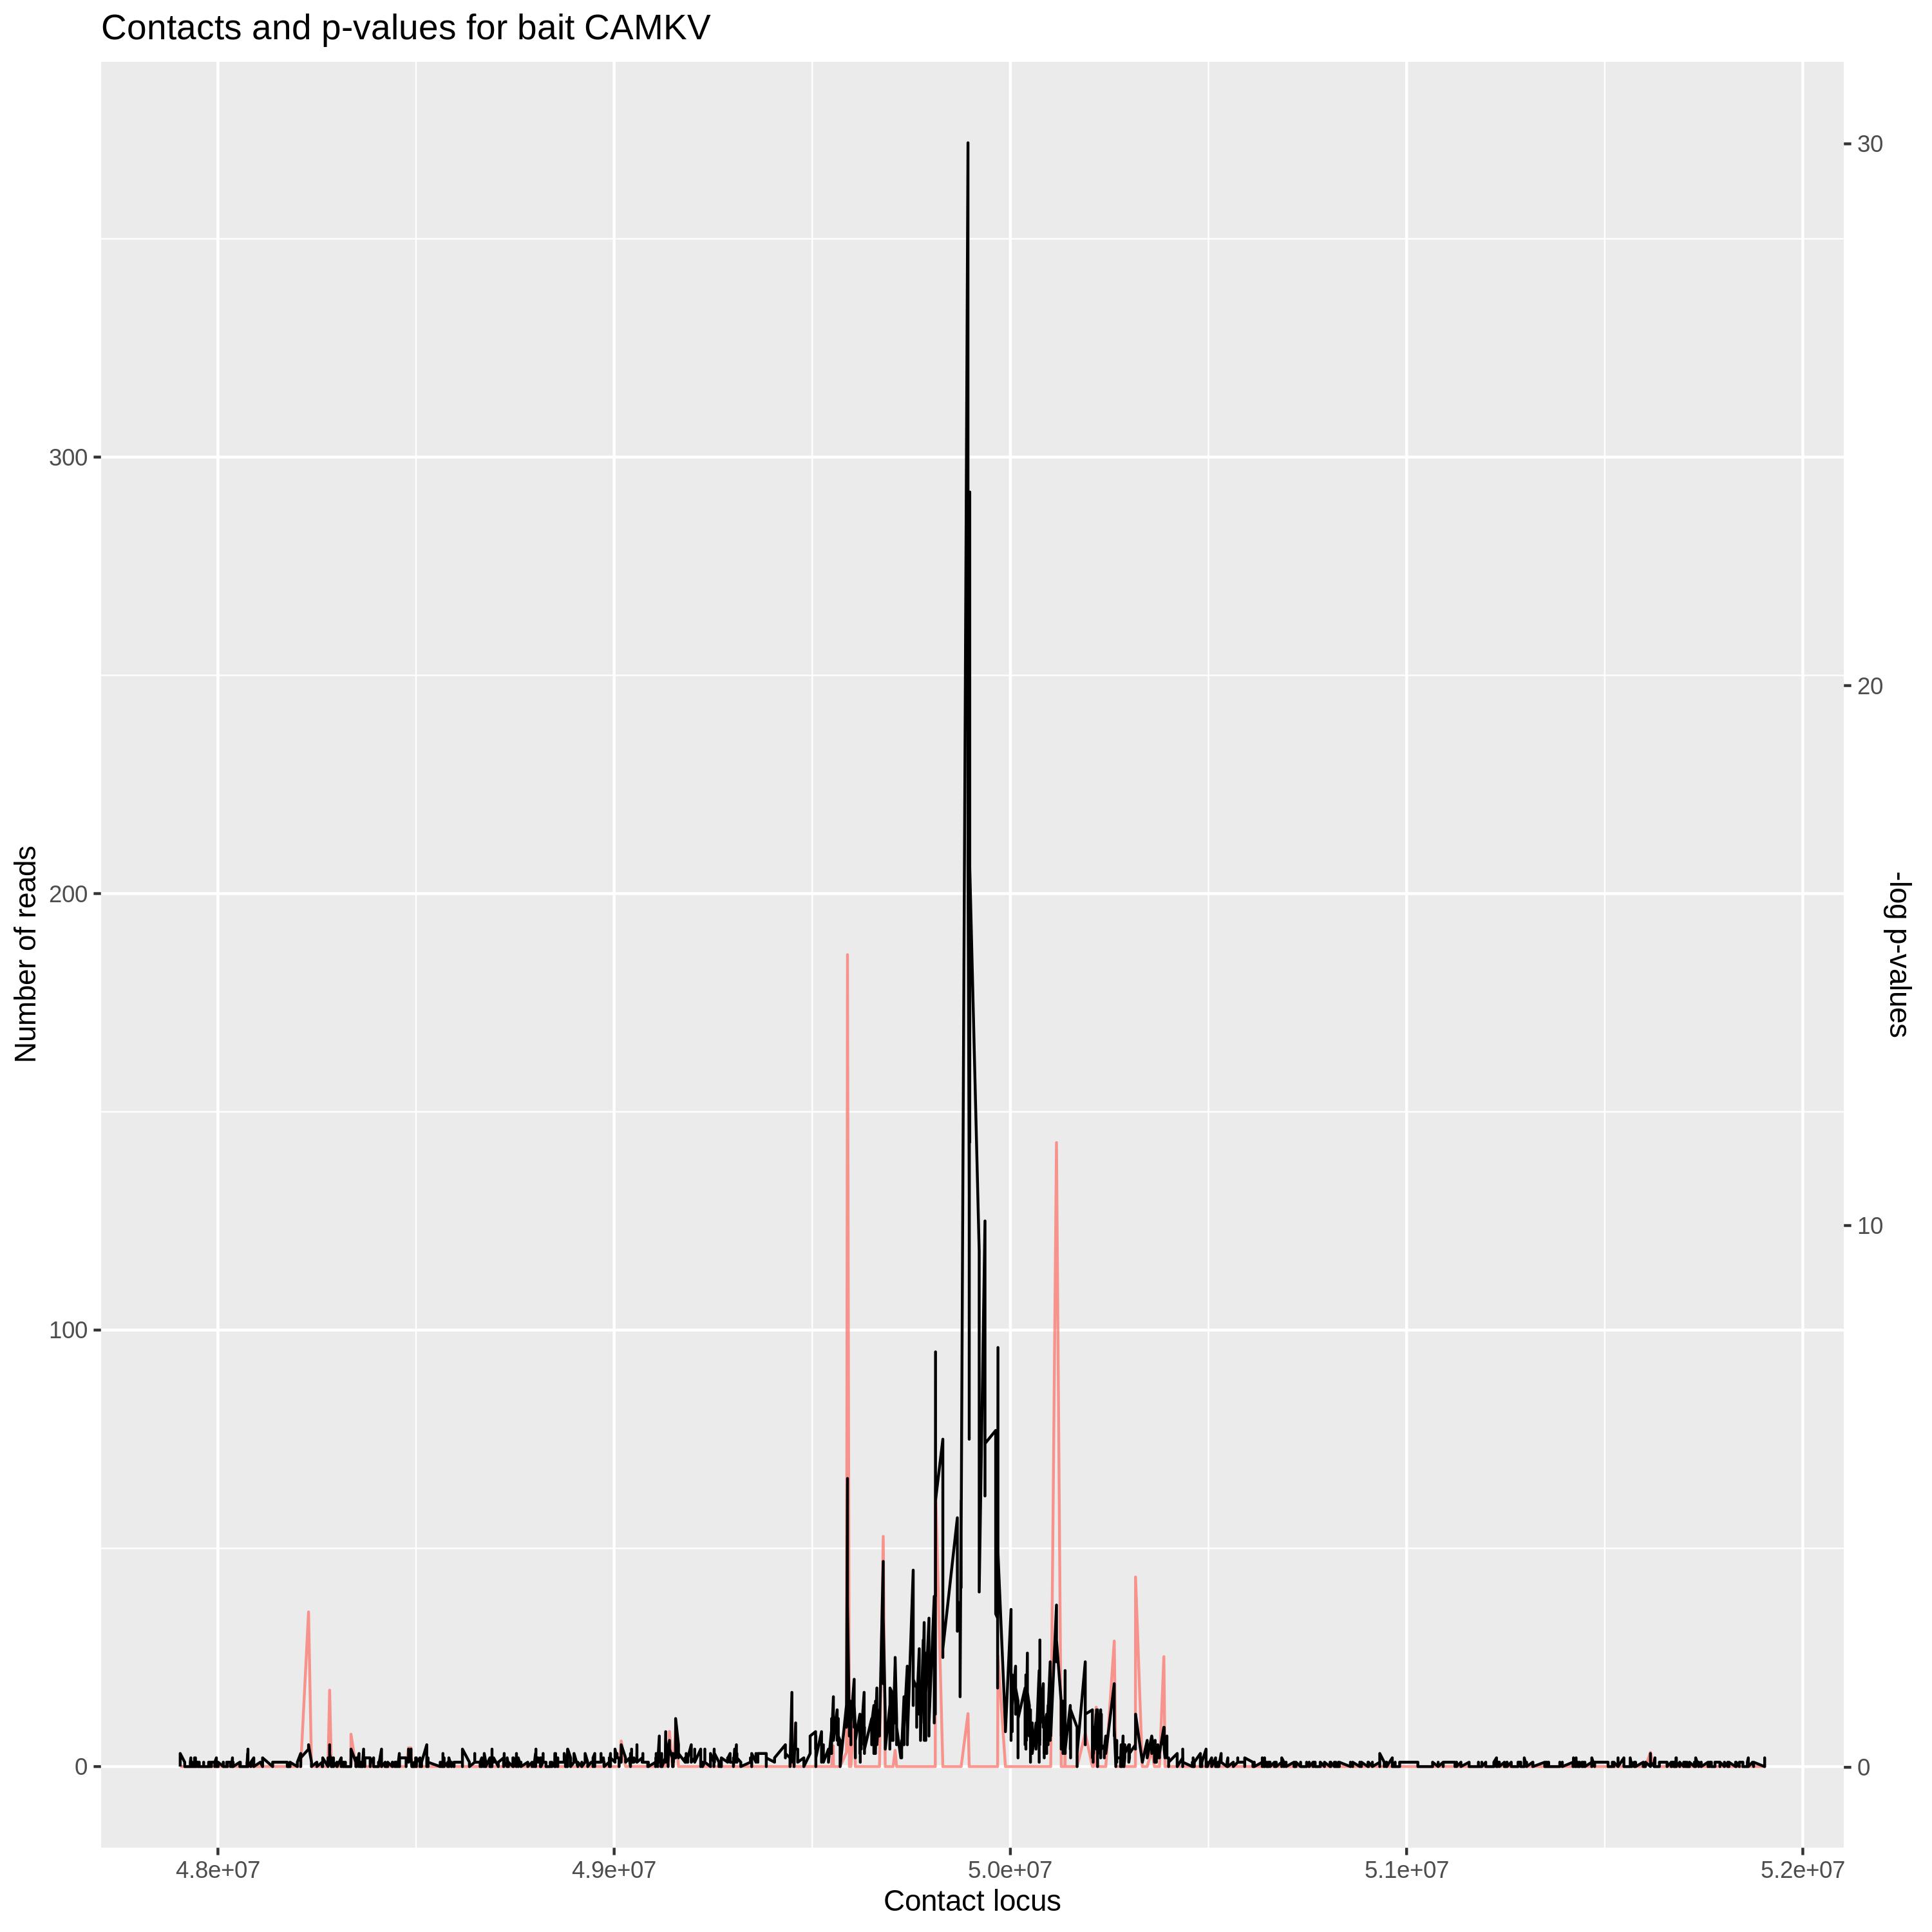 Contacts and p-values for bait CAMKV
Number of reads
300
200
100
0
30
20
10
0
-log p-values
4.8e+07
4.9e+07
5.0e+07
5.1e+07
5.2e+07
Contact locus